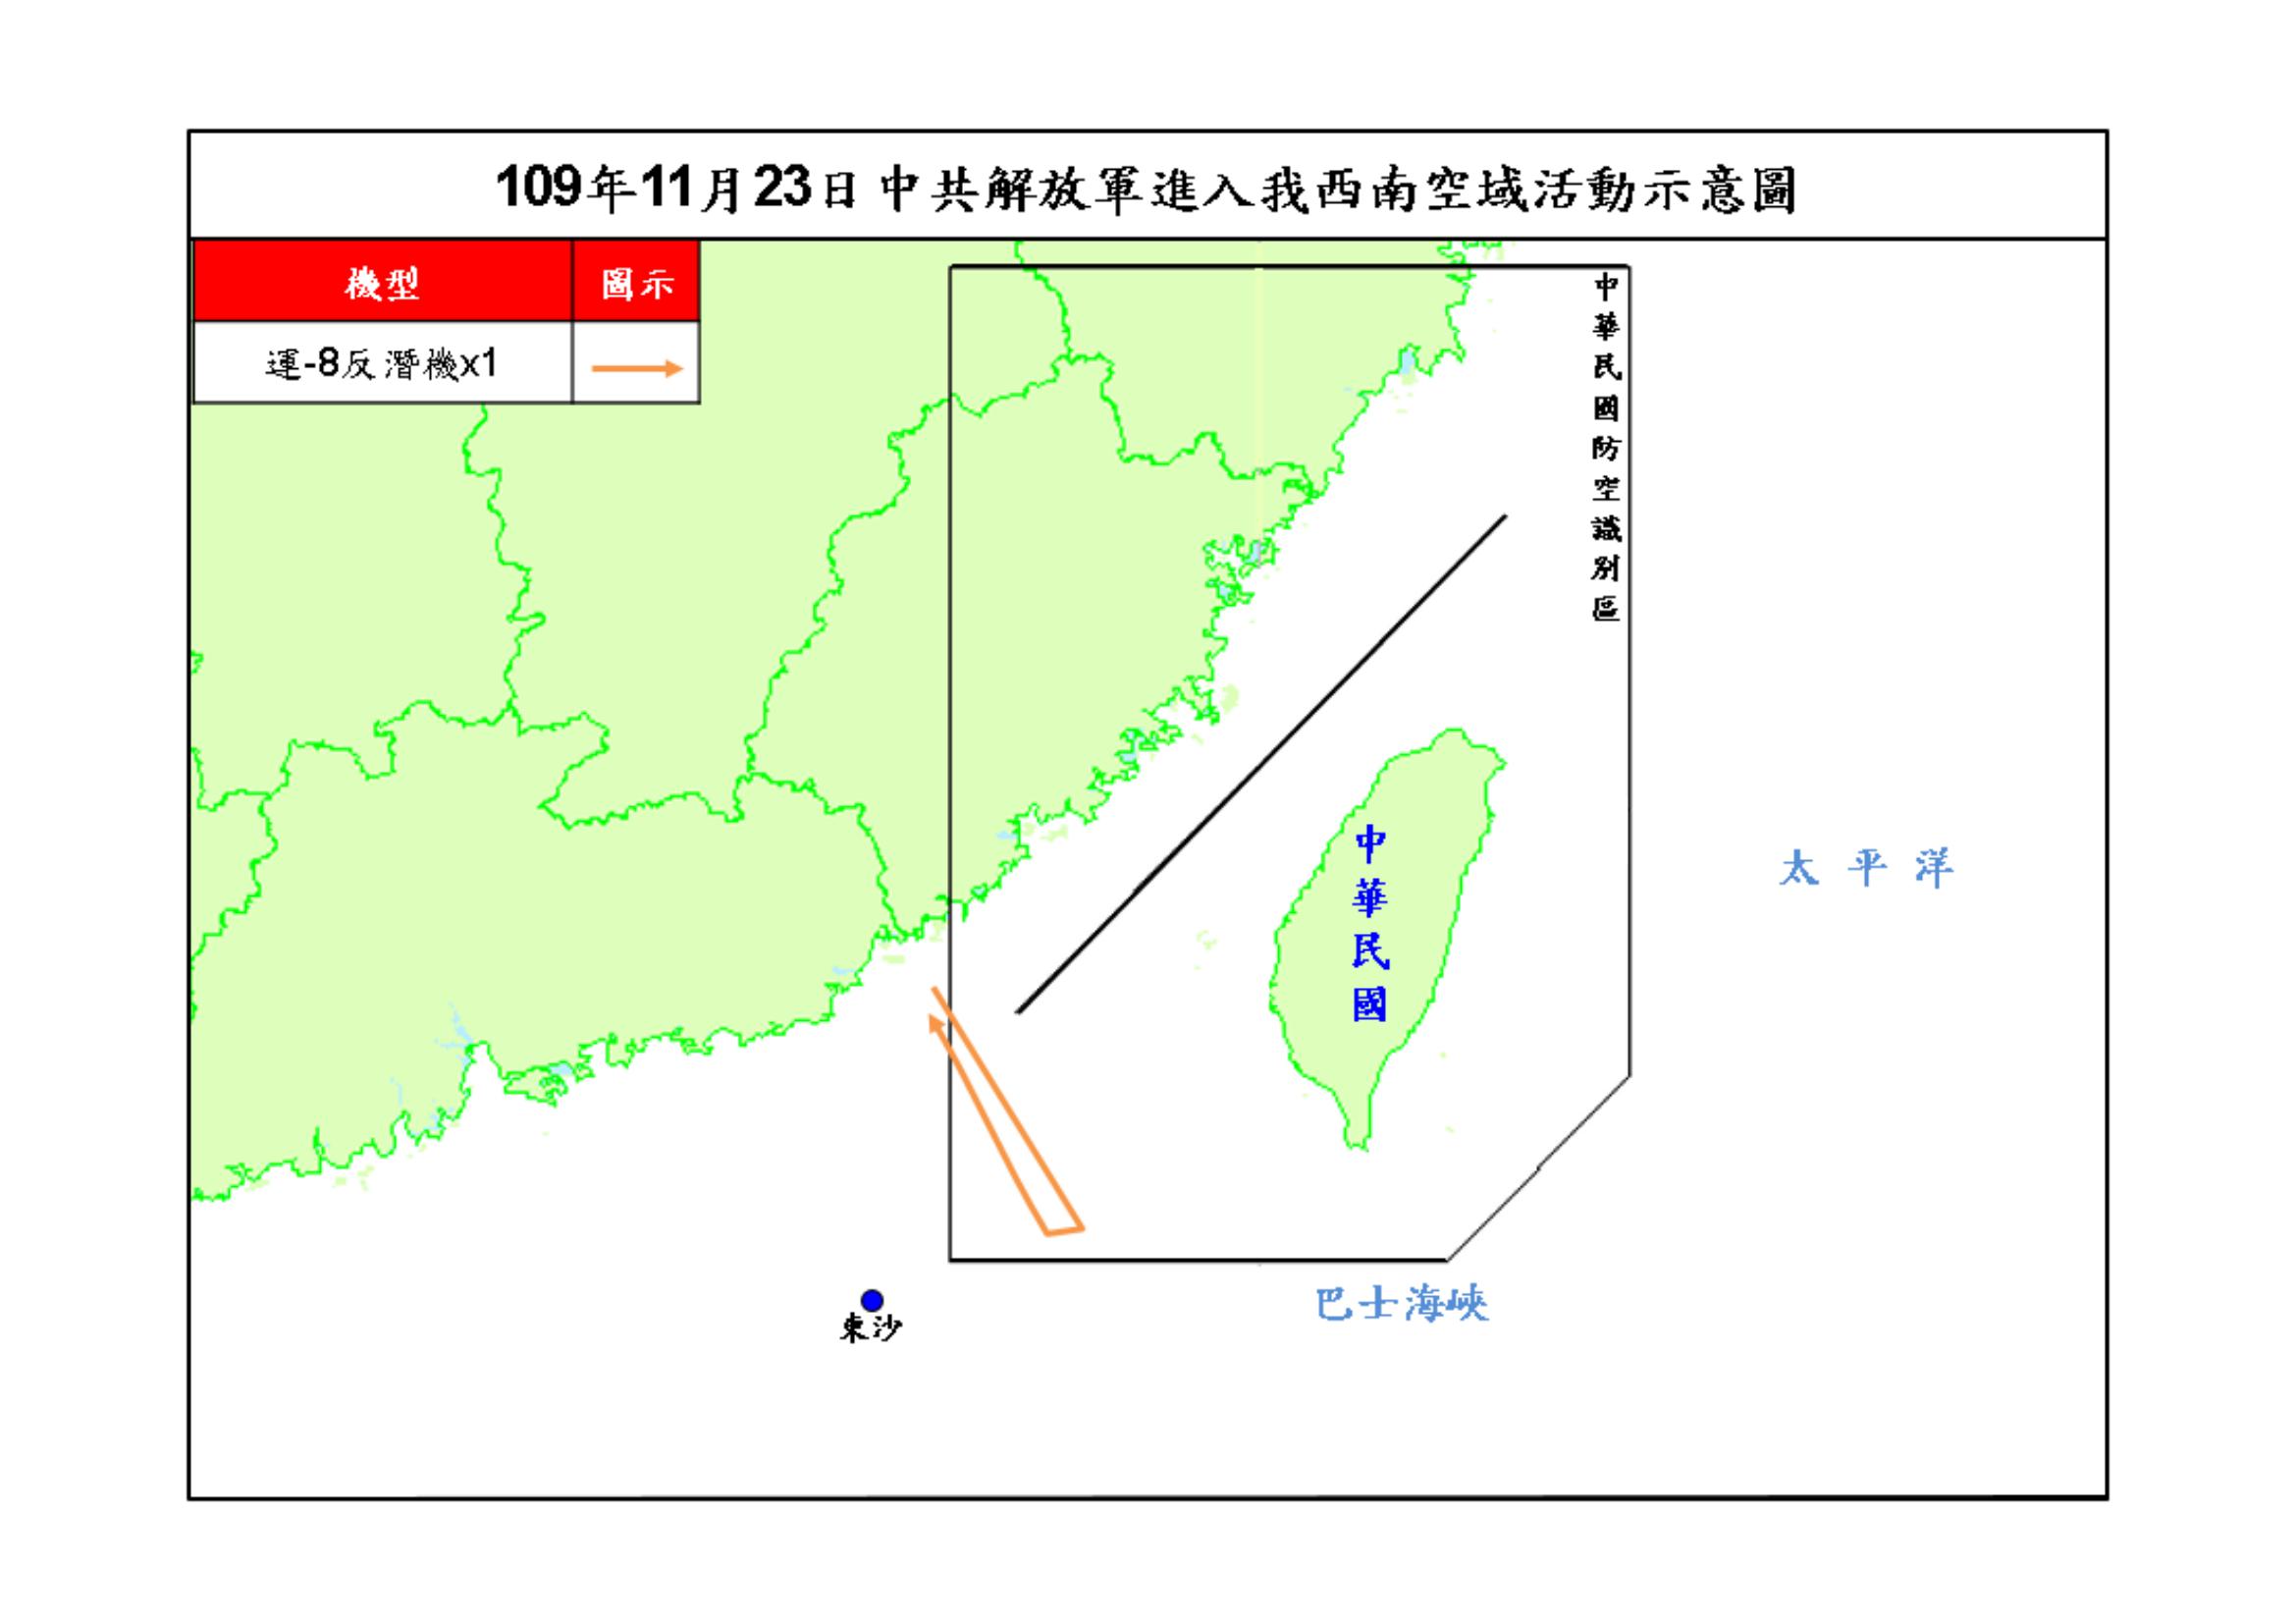 109年11月23日中共解放軍進入我西南空域活動示意圖
機型 圖示
運-8反潛機x1
中華民國防空識別區
中華民國
太平洋
巴士海峽
東沙